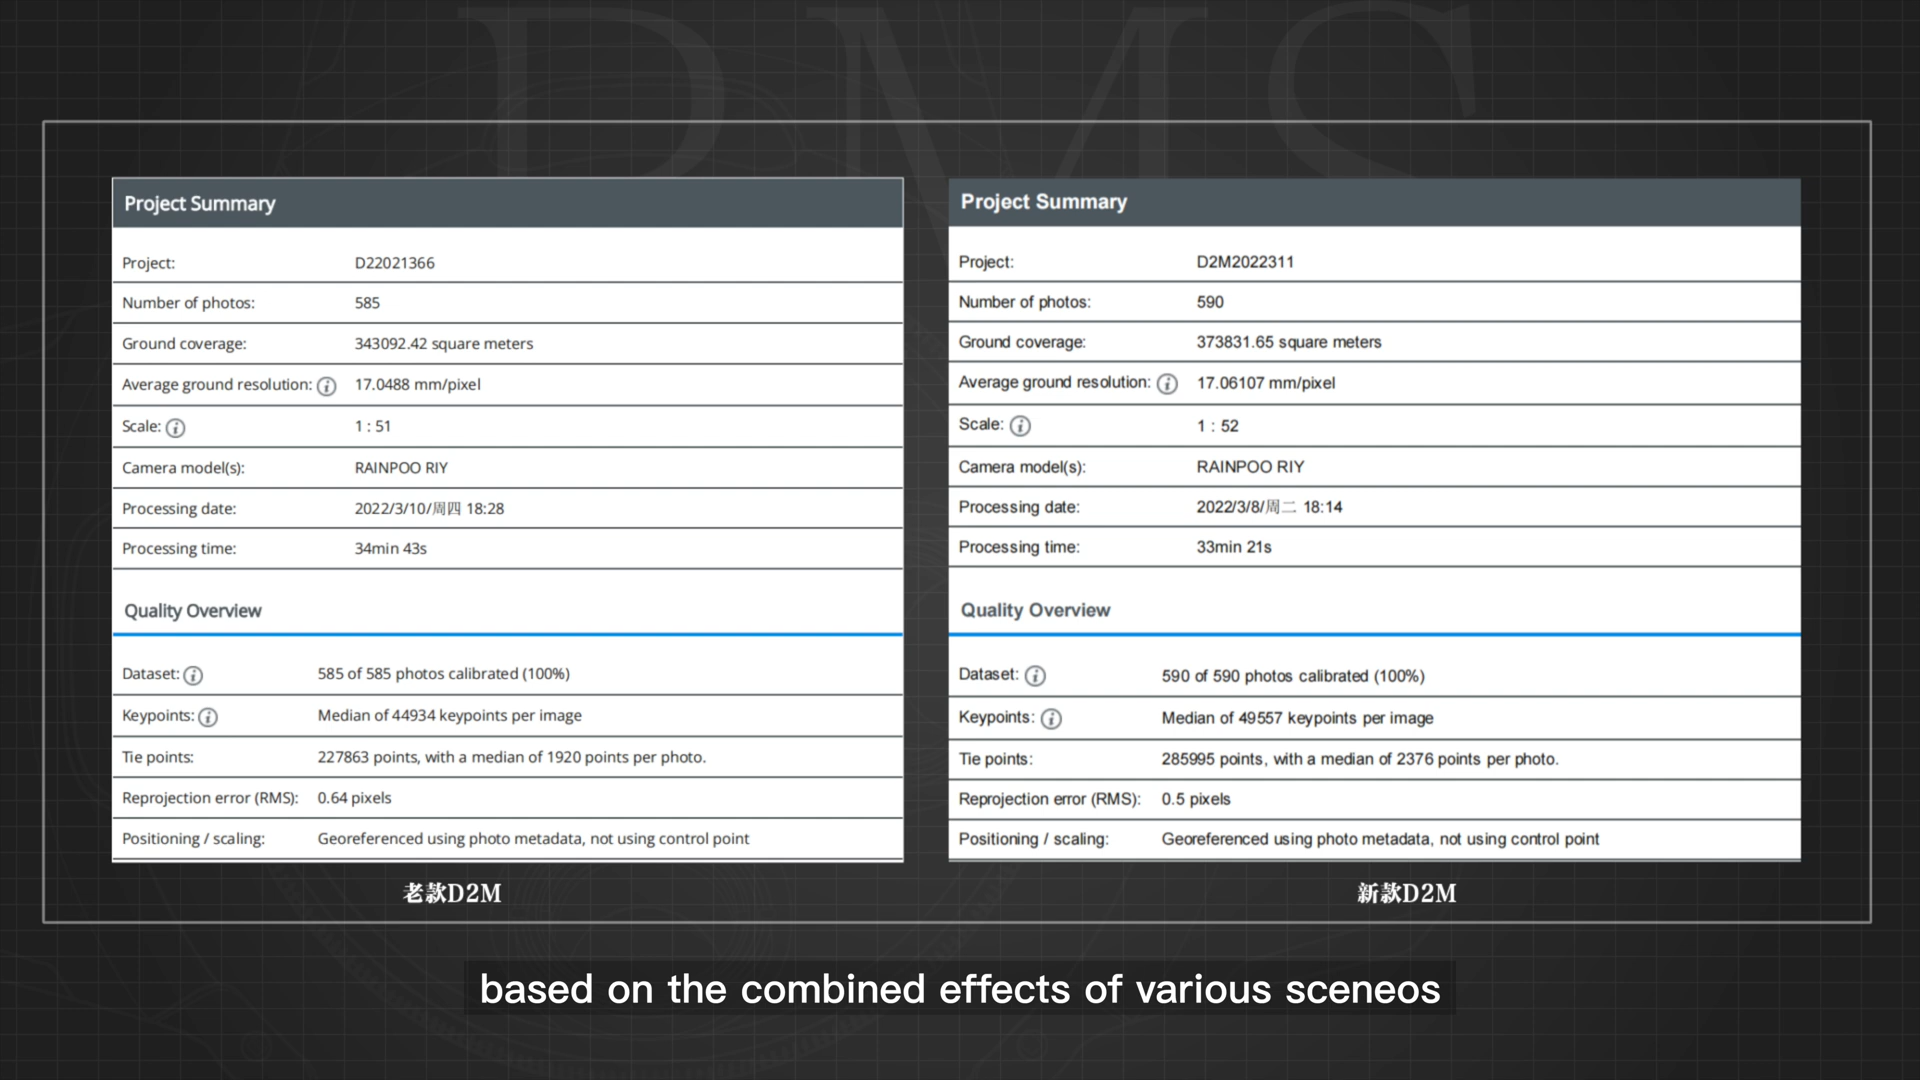 DMS
Project Summary
Project: D22021366
Number of photos: 585
Ground coverage: 343092.42 square meters
Average ground resolution: 17.0488 mm/pixel
Scale: 1 : 51
Camera model(s): RAINPOO RIY
Processing date: 2022/3/10/周四 18:28
Processing time: 34min 43s
Quality Overview
Dataset: 585 of 585 photos calibrated (100%)
Keypoints: Median of 44934 keypoints per image
Tie points: 227863 points, with a median of 1920 points per photo.
Reprojection error (RMS): 0.64 pixels
Positioning / scaling: Georeferenced using photo metadata, not using control point
老款D2M
Project Summary
Project: D2M2022311
Number of photos: 590
Ground coverage: 373831.65 square meters
Average ground resolution: 17.06107 mm/pixel
Scale: 1 : 52
Camera model(s): RAINPOO RIY
Processing date: 2022/3/8/周二 18:14
Processing time: 33min 21s
Quality Overview
Dataset: 590 of 590 photos calibrated (100%)
Keypoints: Median of 49557 keypoints per image
Tie points: 285995 points, with a median of 2376 points per photo.
Reprojection error (RMS): 0.5 pixels
Positioning / scaling: Georeferenced using photo metadata, not using control point
新款D2M
based on the combined effects of various sceneos